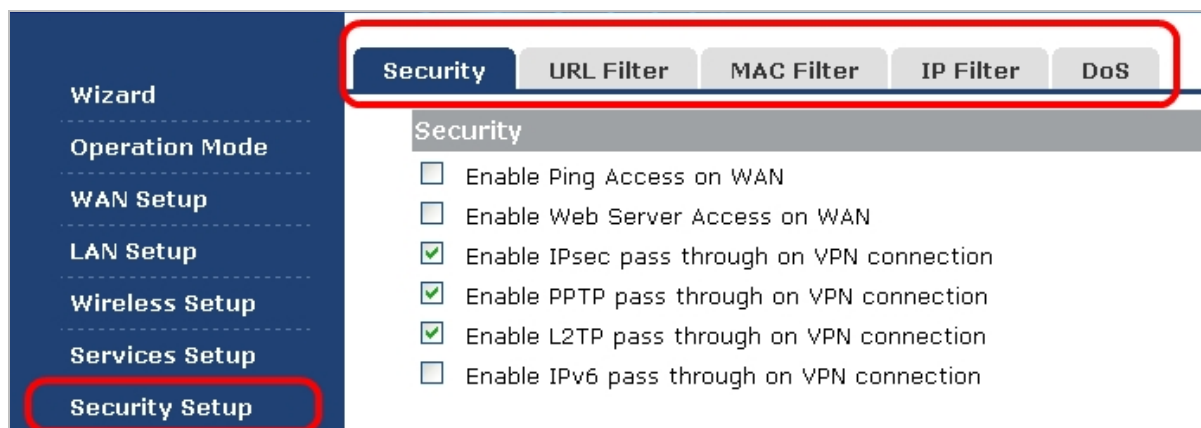 Wizard
Operation Mode
WAN Setup
LAN Setup
Wireless Setup
Services Setup
Security Setup
Security URL Filter MAC Filter IP Filter DoS
Security
Enable Ping Access on WAN
Enable Web Server Access on WAN
Enable IPsec pass through on VPN connection
Enable PPTP pass through on VPN connection
Enable L2TP pass through on VPN connection
Enable IPv6 pass through on VPN connection